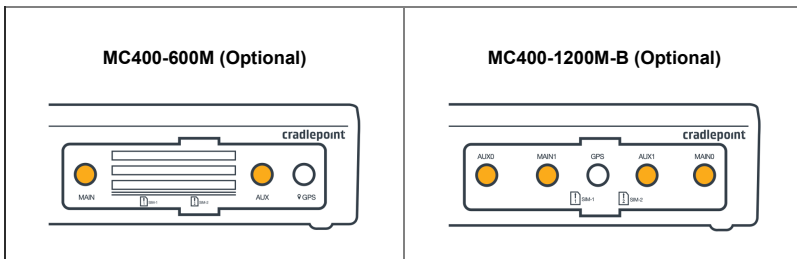 MC400-600M (Optional)
cradlepoint
MAIN
SIM-1
SIM-2
AUX
GPS
MC400-1200M-B (Optional)
cradlepoint
AUX0
MAIN1
GPS
AUX1
MAIN0
SIM-1
SIM-2